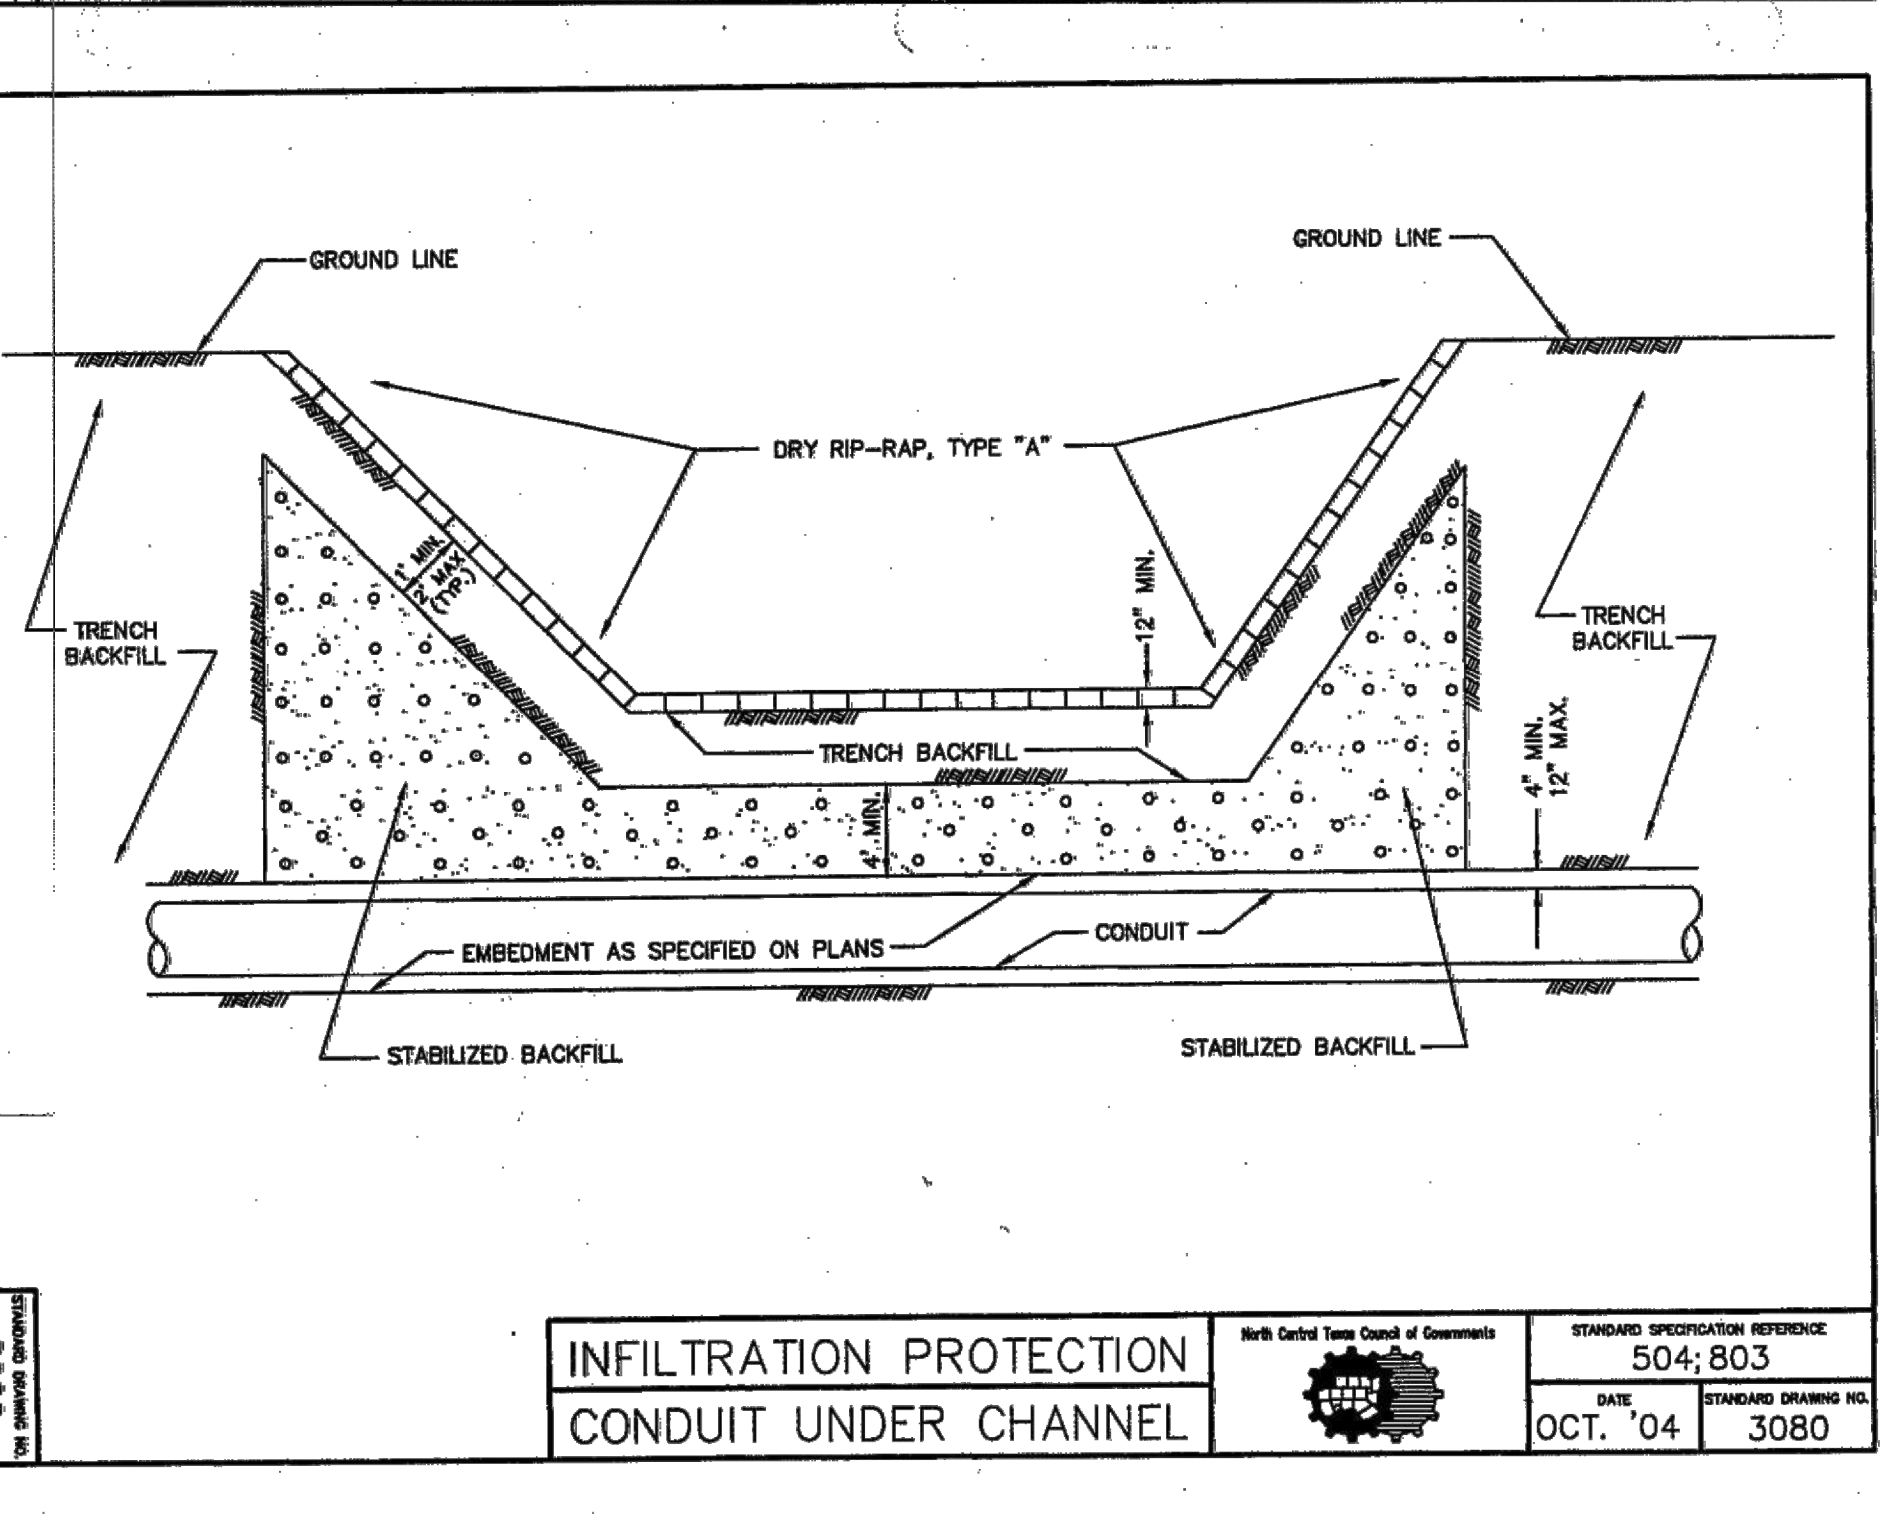 GROUND LINE
GROUND LINE
DRY RIP-RAP, TYPE "A"
1' MIN.
2' MAX.
(TYP.)
12" MIN.
TRENCH
BACKFILL
TRENCH
BACKFILL
4" MIN.
12" MAX.
TRENCH BACKFILL
4' MIN.
CONDUIT
EMBEDMENT AS SPECIFIED ON PLANS
STABILIZED BACKFILL
STABILIZED BACKFILL
INFILTRATION PROTECTION
CONDUIT UNDER CHANNEL
North Central Texas Council of Governments
STANDARD SPECIFICATION REFERENCE
504;803
DATE
OCT. '04
STANDARD DRAWING NO.
3080
STANDARD DRAWING NO.